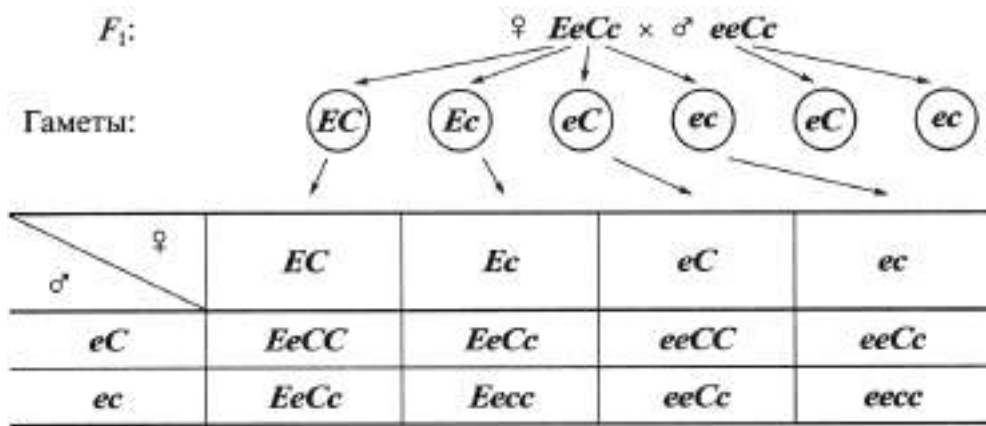 F₁: ♀ EeCc × ♂ eeCc
Гаметы: EC Ec eC ec eC ec
♀
♂ EC Ec eC ec
eC EeCC EeCc eeCC eeCc
ec EeCc Eecc eeCc eecc